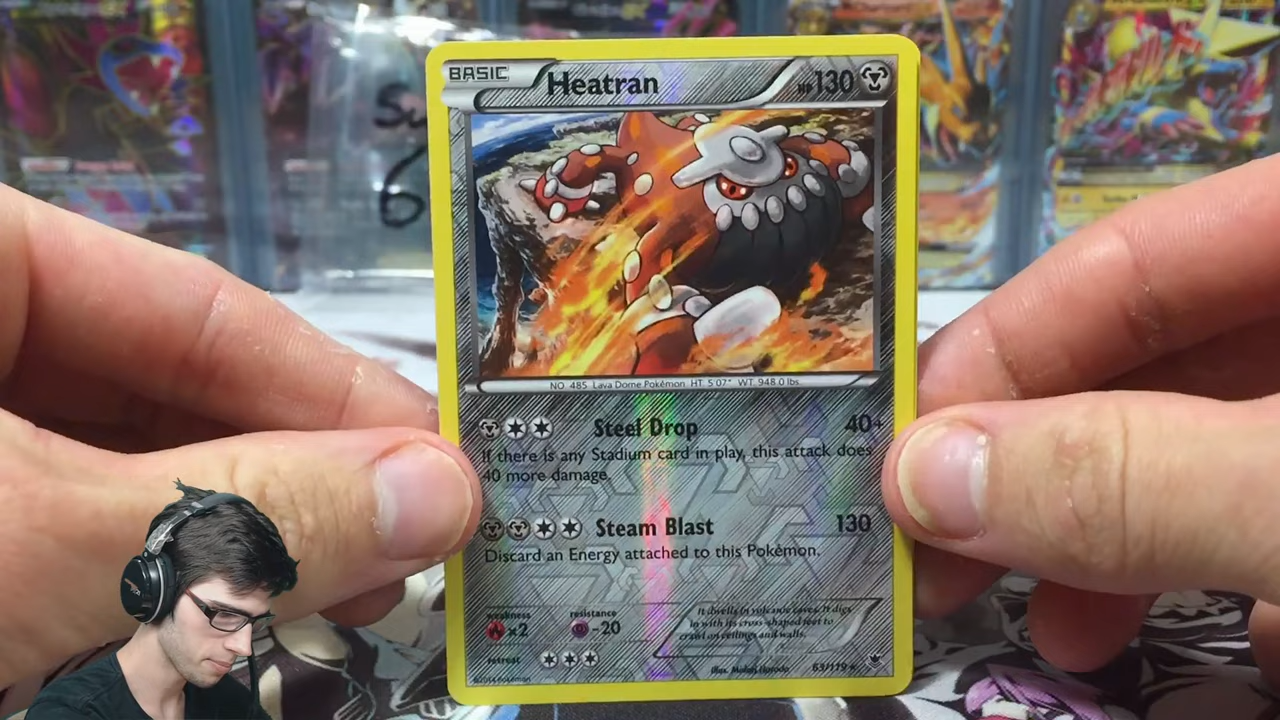 BASIC Heatran HP130
NO. 485 Lava Dome Pokémon HT. 5'07" WT. 948.0 lbs.
Steel Drop 40+
If there is any Stadium card in play, this attack does
40 more damage.
Steam Blast 130
Discard an Energy attached to this Pokémon.
weakness resistance
×2 -20
retreat
It dwells in volcanic caves. It digs
in with its cross-shaped feet to
crawl on ceilings and walls.
Illus.
63/119